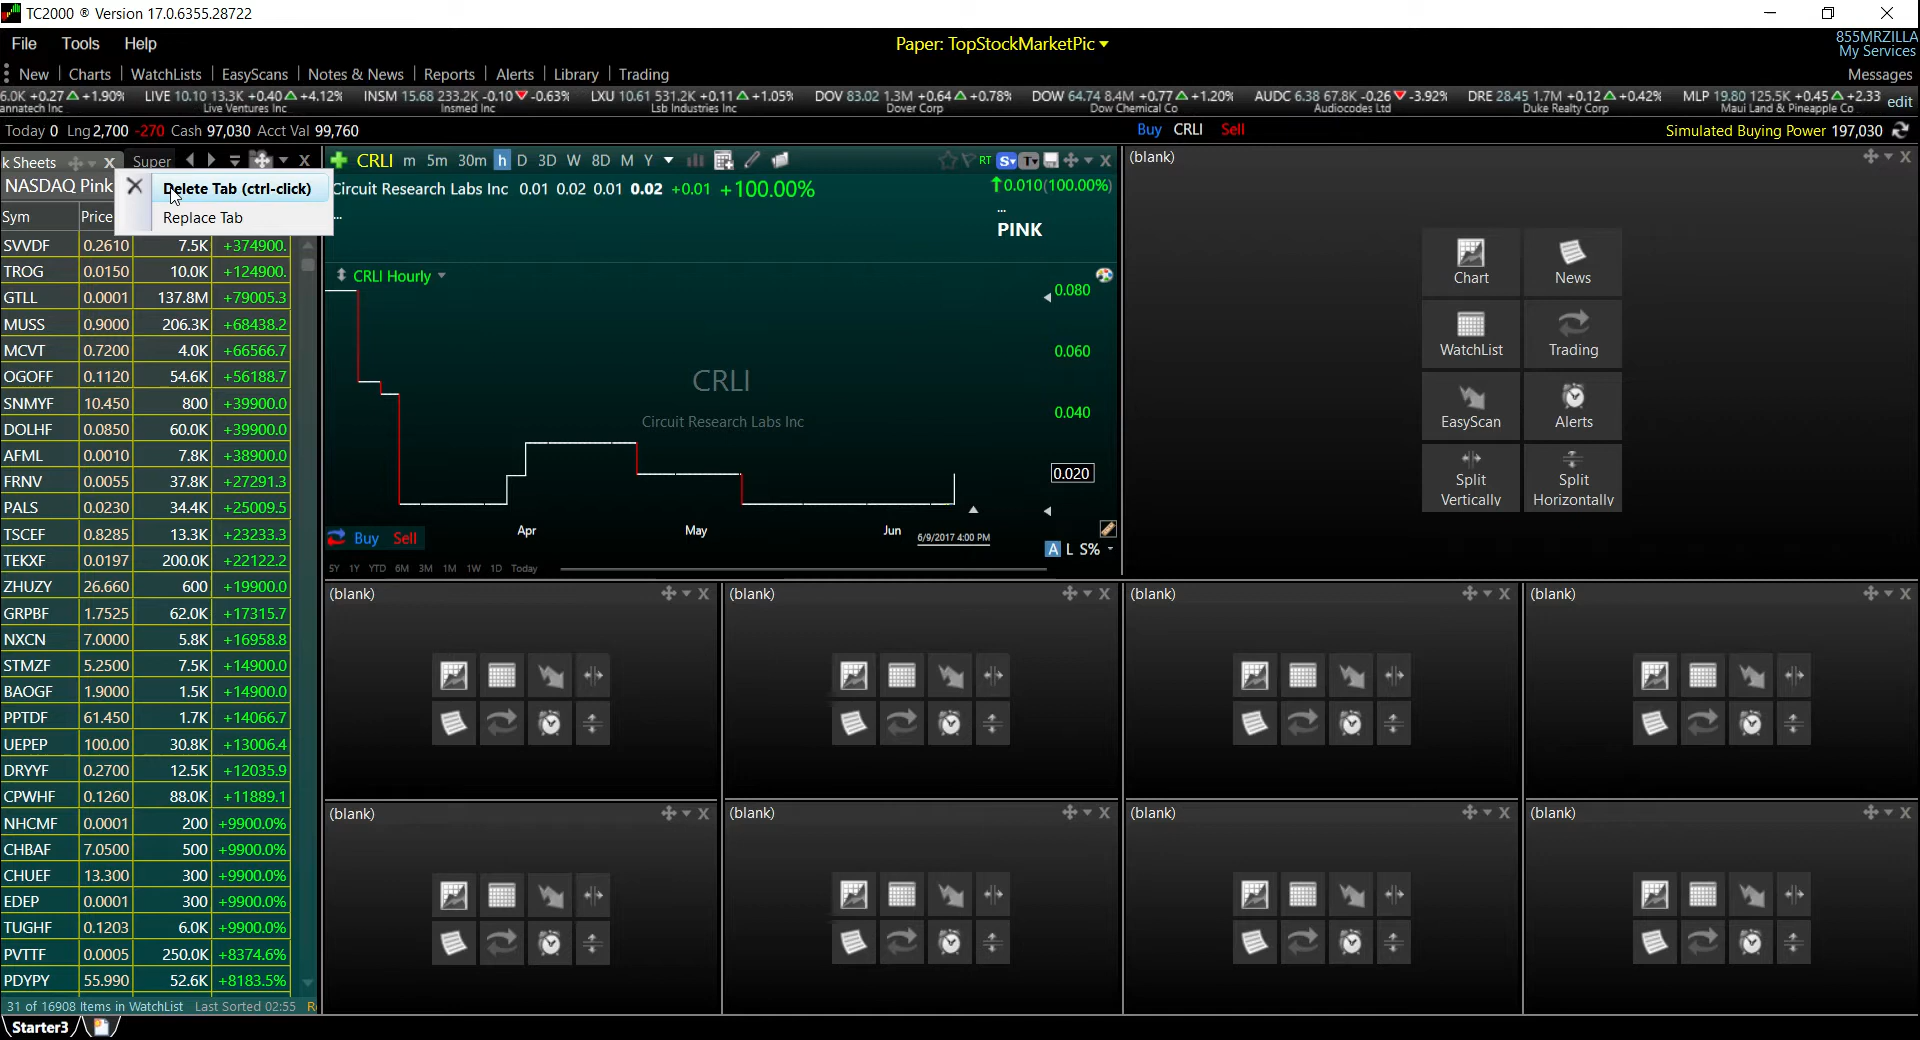 TC2000 ® Version 17.0.6355.28722
File Tools Help
Paper: TopStockMarketPic
855MRZILLA
My Services
New Charts WatchLists EasyScans Notes & News Reports Alerts Library Trading
Messages
6.0K +0.27 +1.90% LIVE 10.10 13.3K +0.40 +4.12% INSM 15.68 233.2K -0.10 -0.63% LXU 10.61 531.2K +0.11 +1.05% DOV 83.02 1.3M +0.64 +0.78% DOW 64.74 8.4M +0.77 +1.20% AUDC 6.38 67.8K -0.26 -3.92% DRE 28.45 1.7M +0.12 +0.42% MLP 19.80 125.5K +0.45 +2.33 edit
annatech Inc Live Ventures Inc Insmed Inc Lsb Industries Inc Dover Corp Dow Chemical Co Audiocodes Ltd Duke Realty Corp Maui Land & Pineapple Co
Today 0 Lng 2,700 -270 Cash 97,030 Acct Val 99,760
Buy CRLI Sell
Simulated Buying Power 197,030
k Sheets X Super X
NASDAQ Pink
Delete Tab (ctrl-click)
Replace Tab
Sym Price
SVVDF 0.2610 7.5K +374900.
TROG 0.0150 10.0K +124900.
GTLL 0.0001 137.8M +79005.3
MUSS 0.9000 206.3K +68438.2
MCVT 0.7200 4.0K +66566.7
OGOFF 0.1120 54.6K +56188.7
SNMYF 10.450 800 +39900.0
DOLHF 0.0850 60.0K +39900.0
AFML 0.0010 7.8K +38900.0
FRNV 0.0055 37.8K +27291.3
PALS 0.0230 34.4K +25009.5
TSCEF 0.8285 13.3K +23233.3
TEKXF 0.0197 200.0K +22122.2
ZHUZY 26.660 600 +19900.0
GRPBF 1.7525 62.0K +17315.7
NXCN 7.0000 5.8K +16958.8
STMZF 5.2500 7.5K +14900.0
BAOGF 1.9000 1.5K +14900.0
PPTDF 61.450 1.7K +14066.7
UEPEP 100.00 30.8K +13006.4
DRYYF 0.2700 12.5K +12035.9
CPWHF 0.1260 88.0K +11889.1
NHCMF 0.0001 200 +9900.0%
CHBAF 7.0500 500 +9900.0%
CHUEF 13.300 300 +9900.0%
EDEP 0.0001 300 +9900.0%
TUGHF 0.1203 6.0K +9900.0%
PVTTF 0.0005 250.0K +8374.6%
PDYPY 55.990 52.6K +8183.5%
31 of 16908 Items in WatchList Last Sorted 02:55 R
Starter3
CRLI m 5m 30m h D 3D W 8D M Y
RT S T X
Circuit Research Labs Inc 0.01 0.02 0.01 0.02 +0.01 +100.00%
0.010(100.00%)
...
...
PINK
CRLI Hourly
0.080
0.060
0.040
0.020
CRLI
Circuit Research Labs Inc
Apr May Jun
6/9/2017 4:00 PM
Buy Sell
A L S%
5Y 1Y YTD 6M 3M 1M 1W 1D Today
(blank) X
Chart News
WatchList Trading
EasyScan Alerts
Split Vertically
Split Horizontally
(blank) X (blank) X (blank) X (blank) X
(blank) X (blank) X (blank) X (blank) X